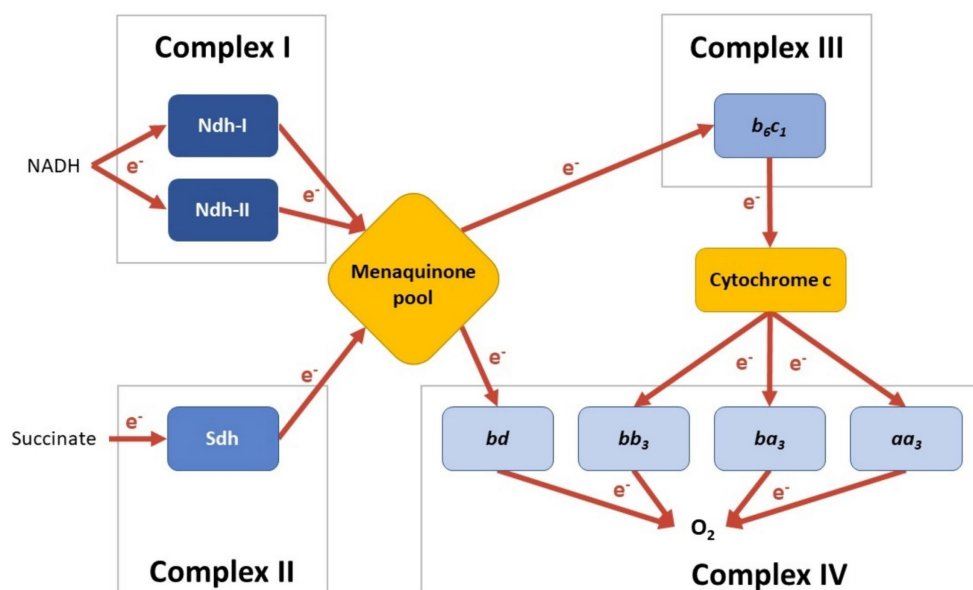 Complex I
Ndh-I
NADH
e-
Ndh-II
e-
Menaquinone
pool
Complex III
b₆c₁
e-
e-
Cytochrome c
e-
e-
e-
e-
Succinate
e-
Sdh
bd
bb₃
ba₃
aa₃
e-
e-
O₂
Complex II
Complex IV